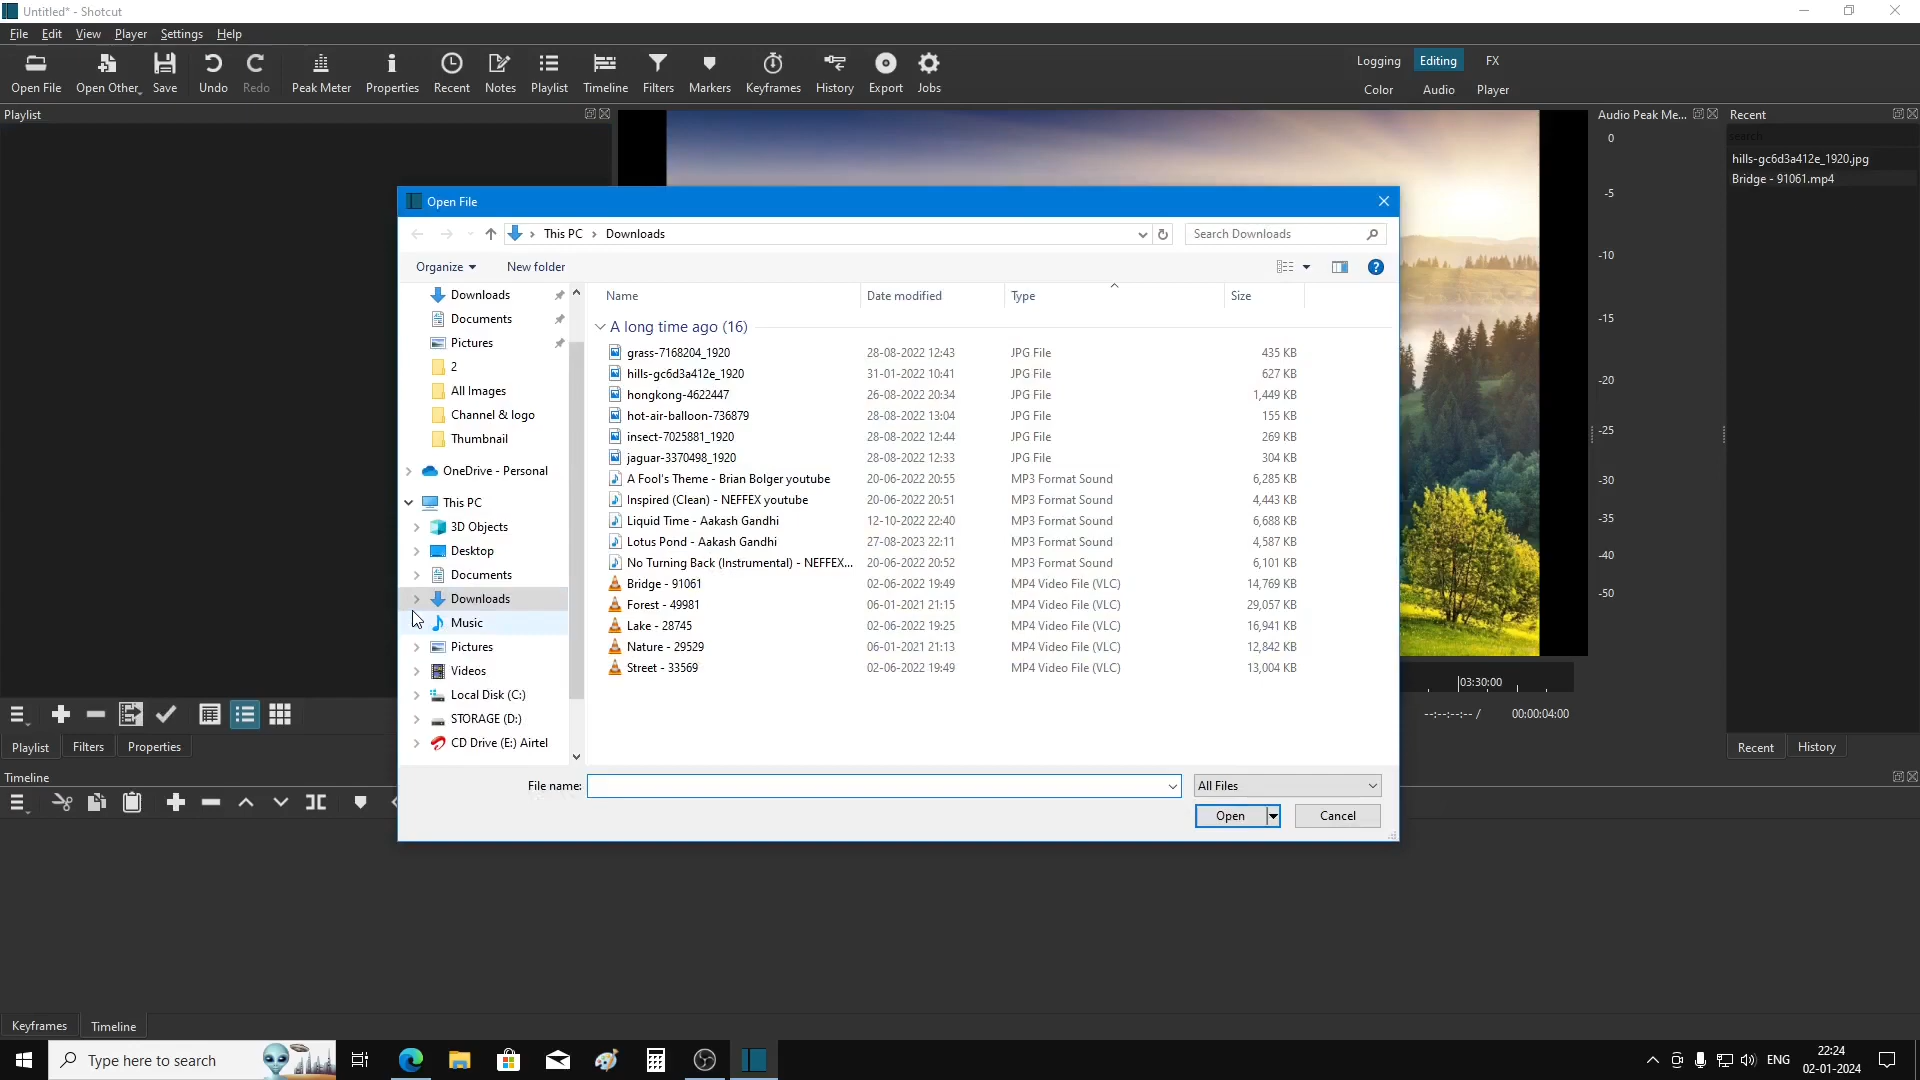 Untitled* - Shotcut
File Edit View Player Settings Help
Open File Open Other Save Undo Redo Peak Meter Properties Recent Notes Playlist Timeline Filters Markers Keyframes History Export Jobs
Logging Editing FX
Color Audio Player
Playlist
Audio Peak Me...
Recent
search
hills-gc6d3a412e_1920.jpg
Bridge - 91061.mp4
0
-5
-10
-15
-20
-25
-30
-35
-40
-50
Open File
This PC Downloads
Search Downloads
Organize New folder
Downloads
Documents
Pictures
2
All Images
Channel & logo
Thumbnail
OneDrive - Personal
This PC
3D Objects
Desktop
Documents
Downloads
Music
Pictures
Videos
Local Disk (C:)
STORAGE (D:)
CD Drive (E:) Airtel
Name Date modified Type Size
A long time ago (16)
grass-7168204_1920 28-08-2022 12:43 JPG File 435 KB
hills-gc6d3a412e_1920 31-01-2022 10:41 JPG File 627 KB
hongkong-4622447 26-08-2022 20:34 JPG File 1,449 KB
hot-air-balloon-736879 28-08-2022 13:04 JPG File 155 KB
insect-7025881_1920 28-08-2022 12:44 JPG File 269 KB
jaguar-3370498_1920 28-08-2022 12:33 JPG File 304 KB
A Fool's Theme - Brian Bolger youtube 20-06-2022 20:55 MP3 Format Sound 6,285 KB
Inspired (Clean) - NEFFEX youtube 20-06-2022 20:51 MP3 Format Sound 4,443 KB
Liquid Time - Aakash Gandhi 12-10-2022 22:40 MP3 Format Sound 6,688 KB
Lotus Pond - Aakash Gandhi 27-08-2023 22:11 MP3 Format Sound 4,587 KB
No Turning Back (Instrumental) - NEFFEX... 20-06-2022 20:52 MP3 Format Sound 6,101 KB
Bridge - 91061 02-06-2022 19:49 MP4 Video File (VLC) 14,769 KB
Forest - 49981 06-01-2021 21:15 MP4 Video File (VLC) 29,057 KB
Lake - 28745 02-06-2022 19:25 MP4 Video File (VLC) 16,941 KB
Nature - 29529 06-01-2021 21:13 MP4 Video File (VLC) 12,842 KB
Street - 33569 02-06-2022 19:49 MP4 Video File (VLC) 13,004 KB
File name: All Files
Open Cancel
03:30:00
--:--:--:-- / 00:00:04:00
Playlist Filters Properties
Recent History
Timeline
Keyframes Timeline
Type here to search
ENG
22:24
02-01-2024